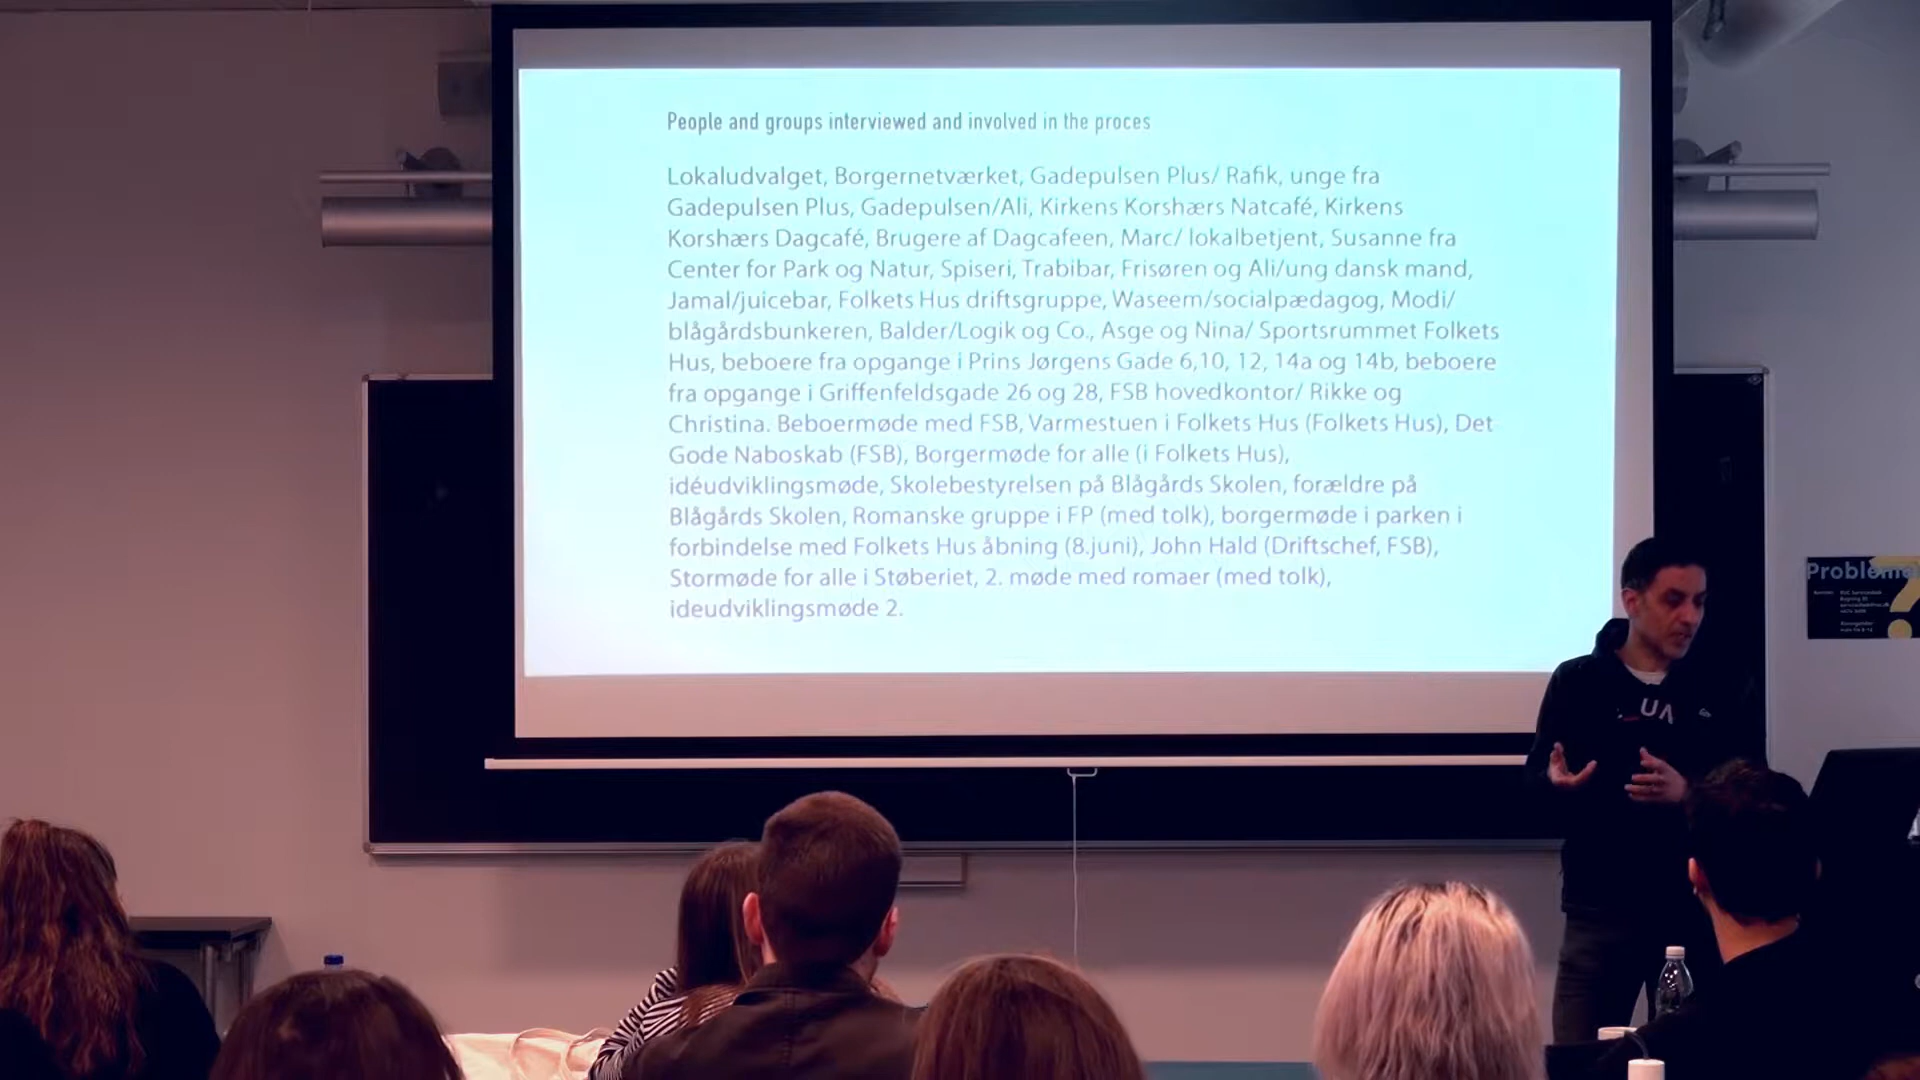 People and groups interviewed and involved in the proces
Lokaludvalget, Borgernetværket, Gadepulsen Plus/ Rafik, unge fra
Gadepulsen Plus, Gadepulsen/Ali, Kirkens Korshærs Natcafé, Kirkens
Korshærs Dagcafé, Brugere af Dagcafeen, Marc/ lokalbetjent, Susanne fra
Center for Park og Natur, Spiseri, Trabibar, Frisøren og Ali/ung dansk mand,
Jamal/juicebar, Folkets Hus driftsgruppe, Waseem/socialpædagog, Modi/
blågårdsbunkeren, Balder/Logik og Co., Asge og Nina/ Sportsrummet Folkets
Hus, beboere fra opgange i Prins Jørgens Gade 6,10, 12, 14a og 14b, beboere
fra opgange i Griffenfeldsgade 26 og 28, FSB hovedkontor/ Rikke og
Christina. Beboermøde med FSB, Varmestuen i Folkets Hus (Folkets Hus), Det
Gode Naboskab (FSB), Borgermøde for alle (i Folkets Hus),
idéudviklingsmøde, Skolebestyrelsen på Blågårds Skolen, forældre på
Blågårds Skolen, Romanske gruppe i FP (med tolk), borgermøde i parken i
forbindelse med Folkets Hus åbning (8.juni), John Hald (Driftschef, FSB),
Stormøde for alle i Støberiet, 2. møde med romaer (med tolk),
ideudviklingsmøde 2.
UA
?